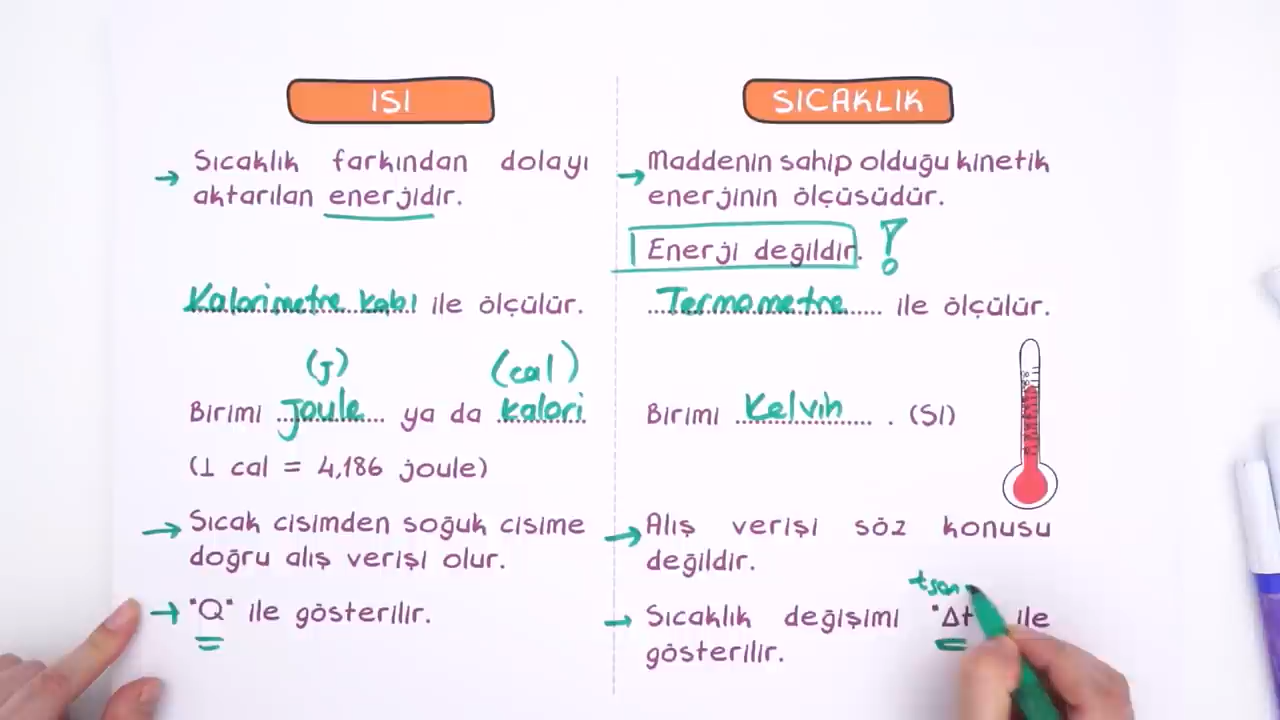 ISI
Sıcaklık farkından dolayı
aktarılan enerjidir.
Kalorimetre kabı ile ölçülür.
(J) (cal)
Birimi joule ya da kalori
(1 cal = 4,186 joule)
Sıcak cisimden soğuk cisime
doğru alış verişi olur.
"Q" ile gösterilir.
SICAKLIK
Maddenin sahip olduğu kinetik
enerjinin ölçüsüdür.
Enerji değildir. !
Termometre ile ölçülür.
Birimi Kelvin . (SI)
Alış verişi söz konusu
değildir.
tson
Sıcaklık değişimi "Δt ile
gösterilir.